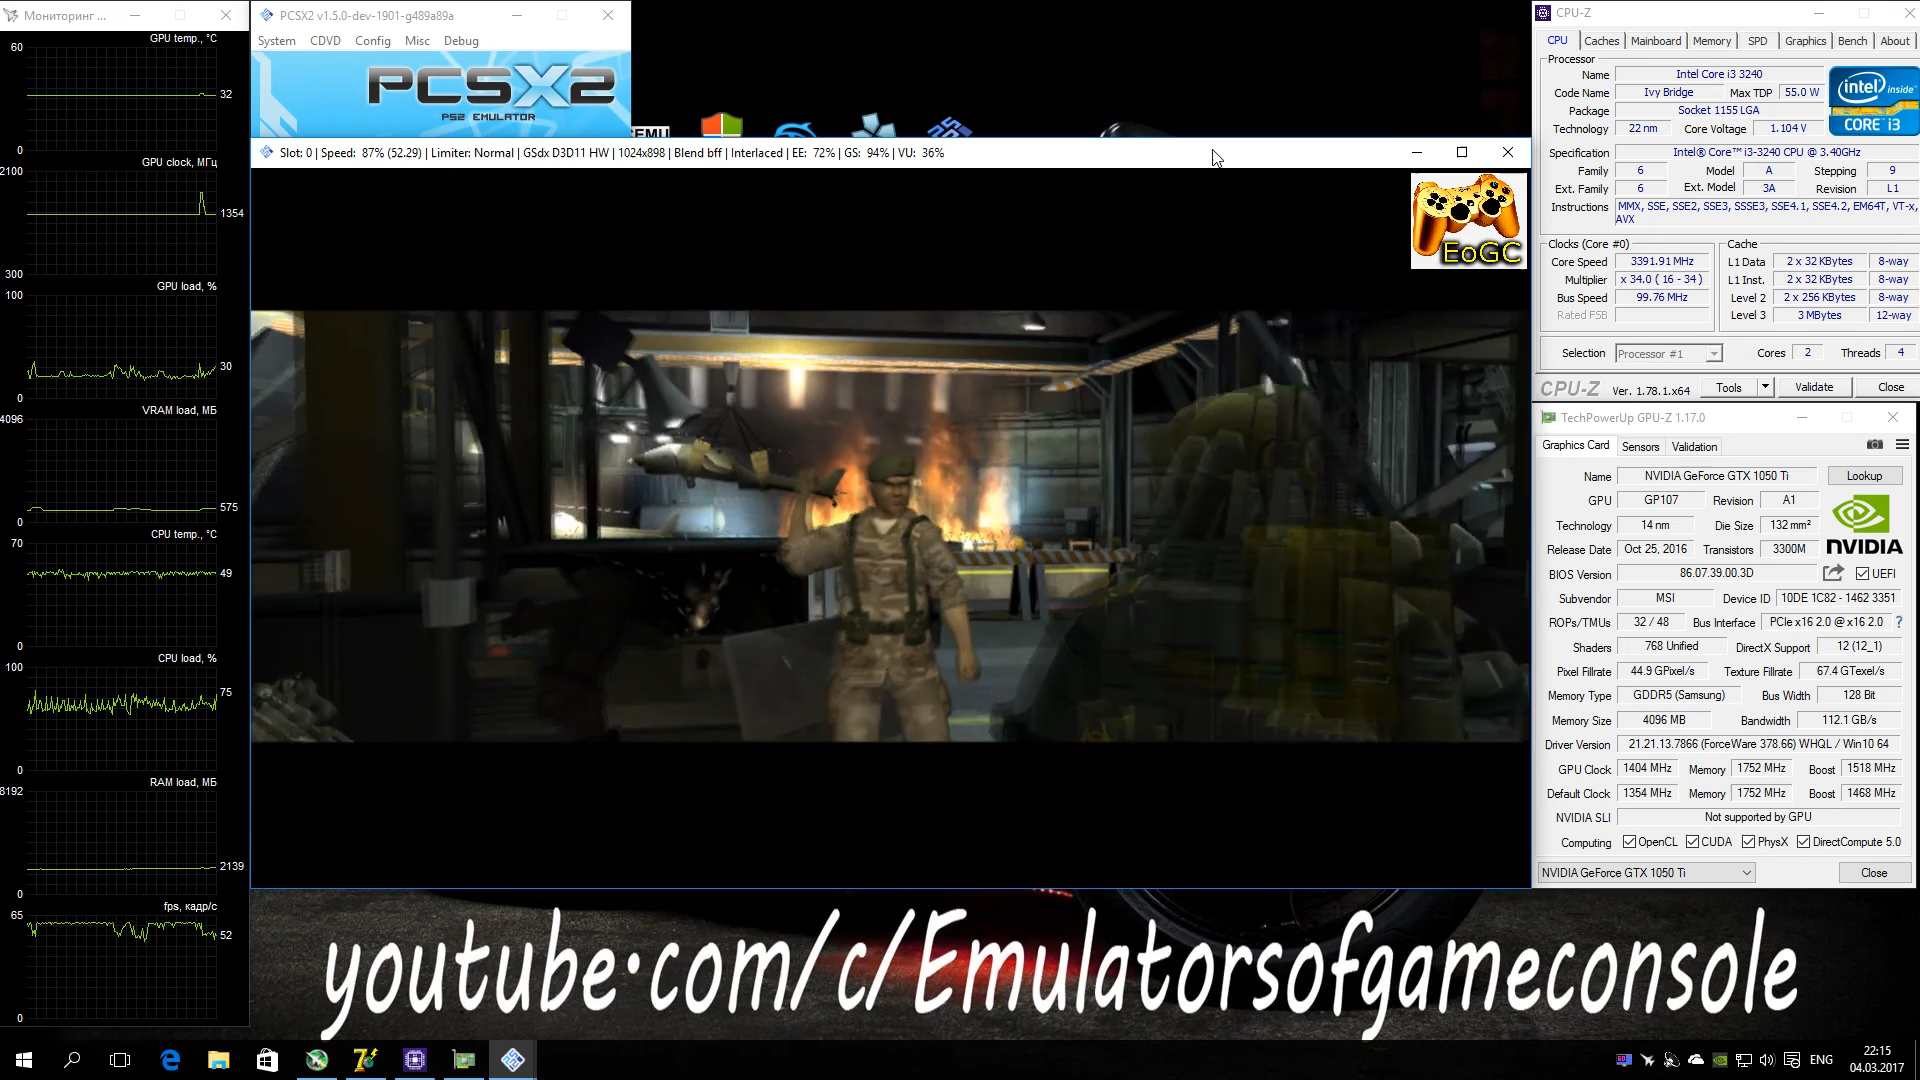 Мониторинг ...
GPU temp., °C
60
32
0
GPU clock, МГц
2100
1354
300
GPU load, %
100
30
0
VRAM load, МБ
4096
575
0
CPU temp., °C
70
49
0
CPU load, %
100
75
0
RAM load, МБ
8192
2139
0
fps, кадр/с
65
52
0
PCSX2 v1.5.0-dev-1901-g489a89a
System CDVD Config Misc Debug
PCSX2
PS2 EMULATOR
CEMU
Slot: 0 | Speed: 87% (52.29) | Limiter: Normal | GSdx D3D11 HW | 1024x898 | Blend bff | Interlaced | EE: 72% | GS: 94% | VU: 36%
EoGC
CPU-Z
CPU Caches Mainboard Memory SPD Graphics Bench About
Processor
Name Intel Core i3 3240
Code Name Ivy Bridge Max TDP 55.0 W
Package Socket 1155 LGA
Technology 22 nm Core Voltage 1.104 V
intel inside™
CORE i3
Specification Intel® Core™ i3-3240 CPU @ 3.40GHz
Family 6 Model A Stepping 9
Ext. Family 6 Ext. Model 3A Revision L1
Instructions MMX, SSE, SSE2, SSE3, SSSE3, SSE4.1, SSE4.2, EM64T, VT-x,
AVX
Clocks (Core #0) Cache
Core Speed 3391.91 MHz L1 Data 2 x 32 KBytes 8-way
Multiplier x 34.0 ( 16 - 34 ) L1 Inst. 2 x 32 KBytes 8-way
Bus Speed 99.76 MHz Level 2 2 x 256 KBytes 8-way
Rated FSB Level 3 3 MBytes 12-way
Selection Processor #1 Cores 2 Threads 4
CPU-Z Ver. 1.78.1.x64 Tools Validate Close
TechPowerUp GPU-Z 1.17.0
Graphics Card Sensors Validation
Name NVIDIA GeForce GTX 1050 Ti Lookup
GPU GP107 Revision A1
Technology 14 nm Die Size 132 mm²
Release Date Oct 25, 2016 Transistors 3300M
NVIDIA
BIOS Version 86.07.39.00.3D UEFI
Subvendor MSI Device ID 10DE 1C82 - 1462 3351
ROPs/TMUs 32 / 48 Bus Interface PCIe x16 2.0 @ x16 2.0 ?
Shaders 768 Unified DirectX Support 12 (12_1)
Pixel Fillrate 44.9 GPixel/s Texture Fillrate 67.4 GTexel/s
Memory Type GDDR5 (Samsung) Bus Width 128 Bit
Memory Size 4096 MB Bandwidth 112.1 GB/s
Driver Version 21.21.13.7866 (ForceWare 378.66) WHQL / Win10 64
GPU Clock 1404 MHz Memory 1752 MHz Boost 1518 MHz
Default Clock 1354 MHz Memory 1752 MHz Boost 1468 MHz
NVIDIA SLI Not supported by GPU
Computing OpenCL CUDA PhysX DirectCompute 5.0
NVIDIA GeForce GTX 1050 Ti Close
youtube.com/c/Emulatorsofgameconsole
60 ENG 22:15
04.03.2017